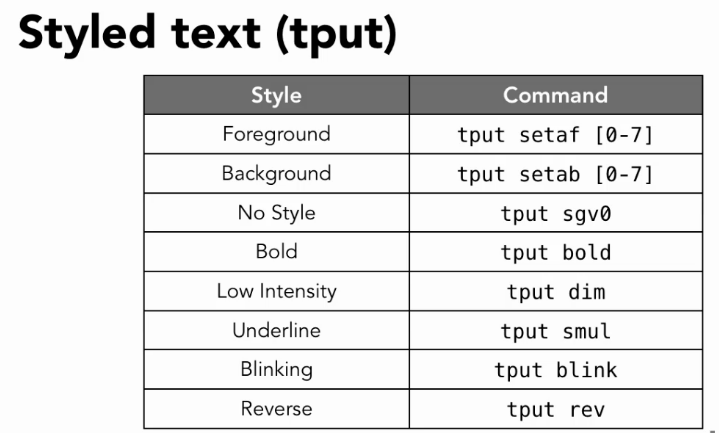 Styled text (tput)
Style Command
Foreground tput setaf [0-7]
Background tput setab [0-7]
No Style tput sgv0
Bold tput bold
Low Intensity tput dim
Underline tput smul
Blinking tput blink
Reverse tput rev